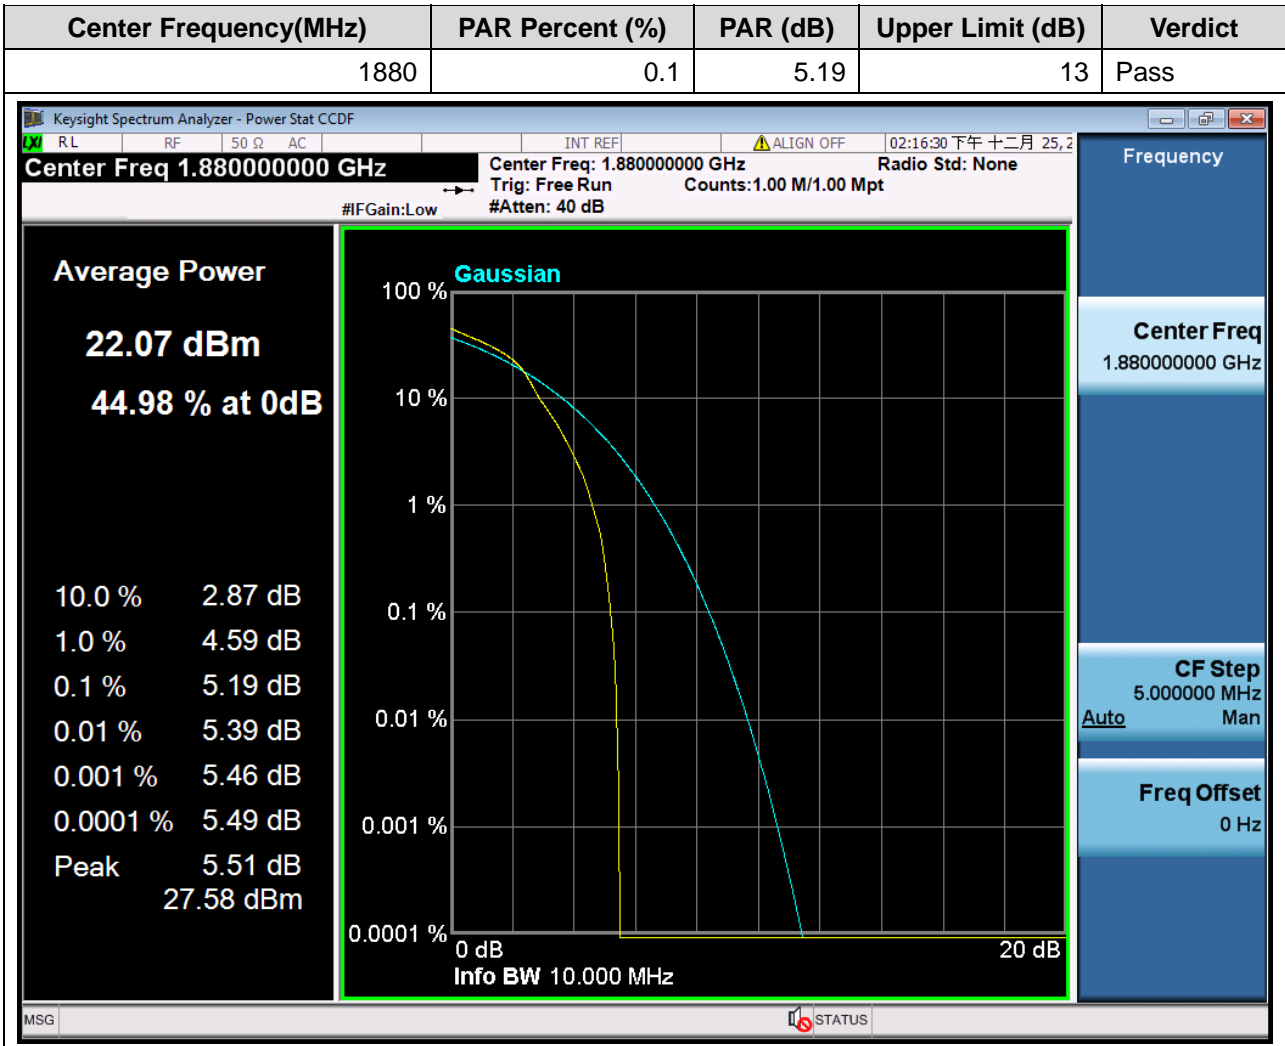 Center Frequency(MHz) PAR Percent (%) PAR (dB) Upper Limit (dB) Verdict
1880 0.1 5.19 13 Pass
Keysight Spectrum Analyzer - Power Stat CCDF
LXI RL RF 50 Ω AC INT REF ALIGN OFF 02:16:30 下午 十二月 25, 2
Center Freq 1.880000000 GHz
Center Freq: 1.880000000 GHz Radio Std: None
Trig: Free Run Counts:1.00 M/1.00 Mpt
#IFGain:Low #Atten: 40 dB
Average Power
22.07 dBm
44.98 % at 0dB
10.0 % 2.87 dB
1.0 % 4.59 dB
0.1 % 5.19 dB
0.01 % 5.39 dB
0.001 % 5.46 dB
0.0001 % 5.49 dB
Peak 5.51 dB
27.58 dBm
Gaussian
100 %
10 %
1 %
0.1 %
0.01 %
0.001 %
0.0001 %
0 dB 20 dB
Info BW 10.000 MHz
Frequency
Center Freq
1.880000000 GHz
CF Step
5.000000 MHz
Auto Man
Freq Offset
0 Hz
MSG STATUS